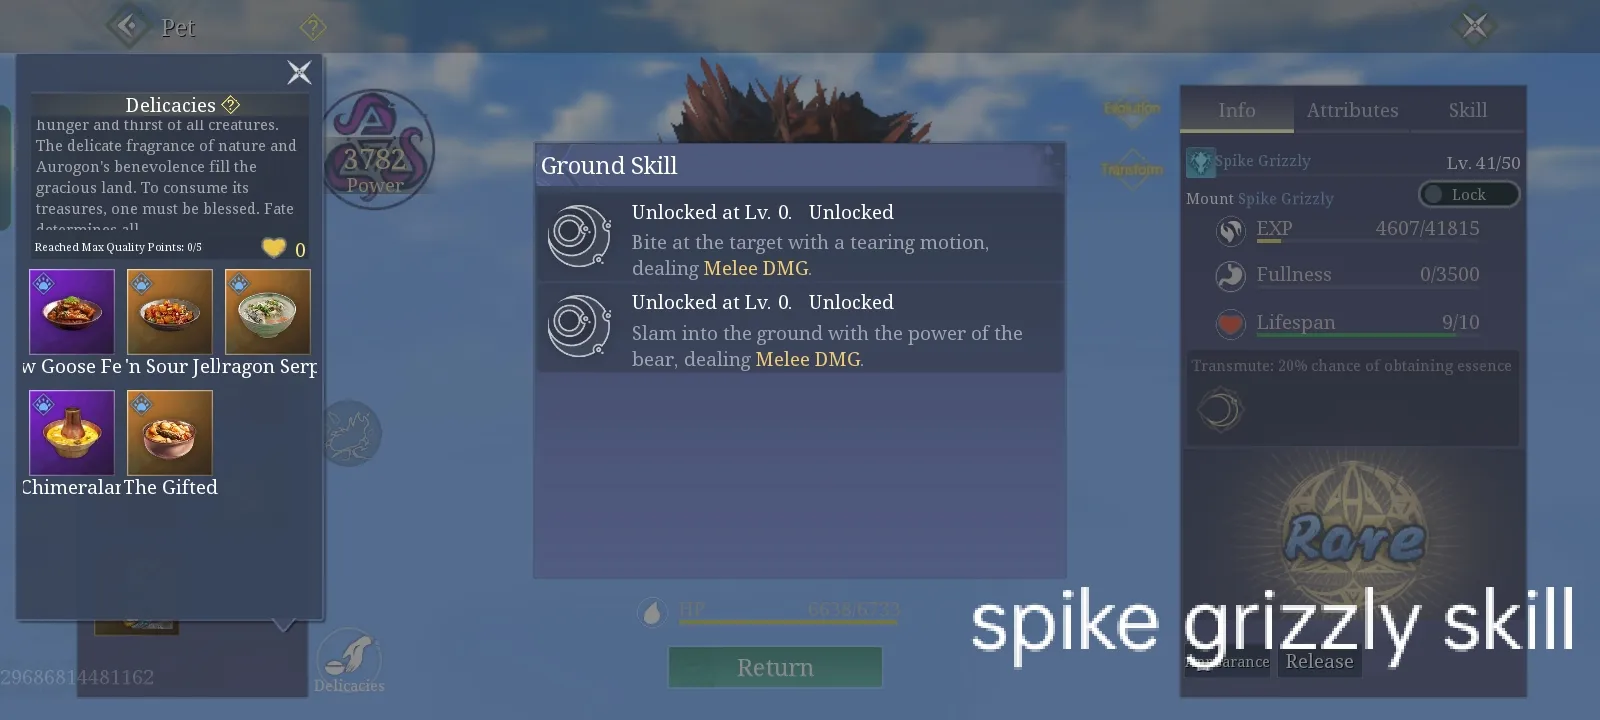 Pet
Delicacies
hunger and thirst of all creatures.
The delicate fragrance of nature and
Aurogon's benevolence fill the
gracious land. To consume its
treasures, one must be blessed. Fate
determines all
Reached Max Quality Points: 0/5
0
w Goose Fe 'n Sour Jell ragon Serp
Chimeralan The Gifted
29686814481162
Delicacies
3782
Power
Ground Skill
Unlocked at Lv. 0. Unlocked
Bite at the target with a tearing motion,
dealing Melee DMG.
Unlocked at Lv. 0. Unlocked
Slam into the ground with the power of the
bear, dealing Melee DMG.
HP
Return
Evolution
Transform
Info Attributes Skill
Spike Grizzly Lv. 41/50
Mount Spike Grizzly Lock
EXP 4607/41815
Fullness 0/3500
Lifespan 9/10
Transmute: 20% chance of obtaining essence
Rare
spike grizzly skill
Appearance Release